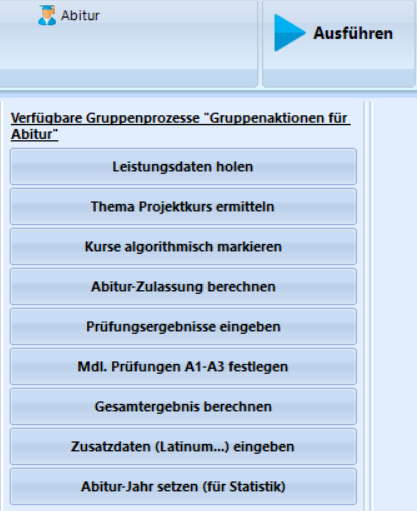 Abitur
Ausführen
Verfügbare Gruppenprozesse "Gruppenaktionen für
Abitur"
Leistungsdaten holen
Thema Projektkurs ermitteln
Kurse algorithmisch markieren
Abitur-Zulassung berechnen
Prüfungsergebnisse eingeben
Mdl. Prüfungen A1-A3 festlegen
Gesamtergebnis berechnen
Zusatzdaten (Latinum...) eingeben
Abitur-Jahr setzen (für Statistik)